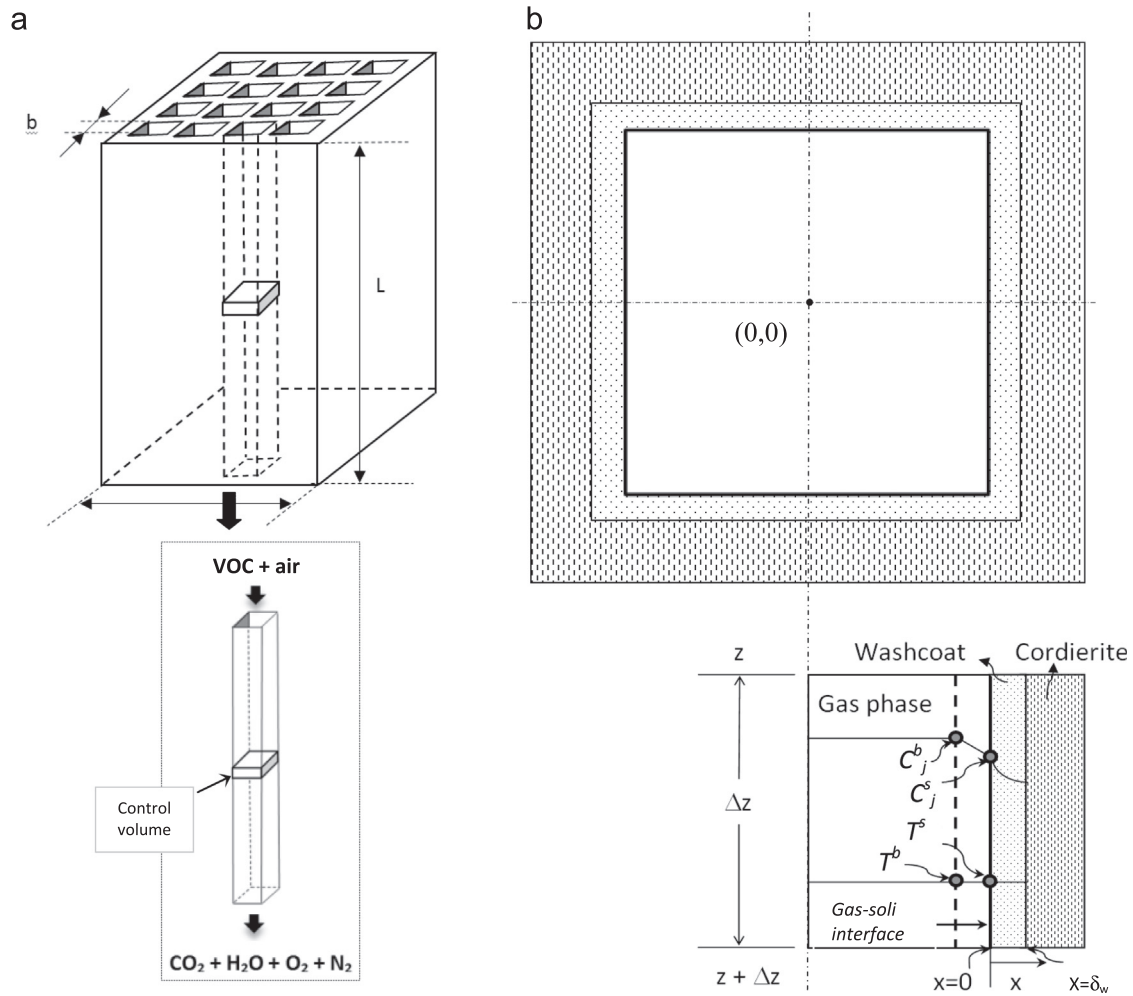 a
b
b
L
VOC + air
Control
volume
CO₂ + H₂O + O₂ + N₂
(0,0)
z
Washcoat
Cordierite
Gas phase
C^b_j
C^s_j
Δz
T^s
T^b
Gas-soli
interface
z + Δz
x=0
x
x=δ_w